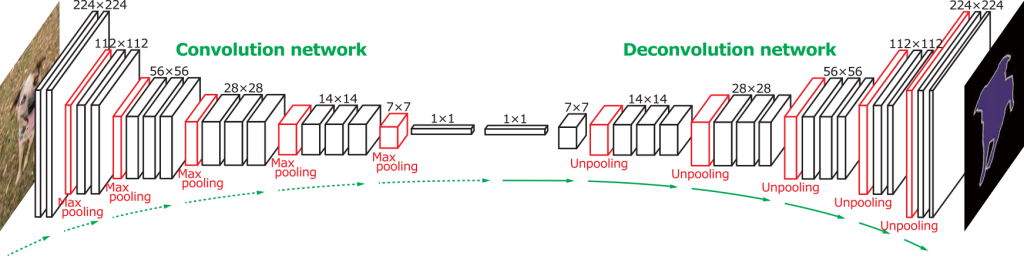 224×224
112×112
56×56
28×28
14×14
7×7
1×1
1×1
7×7
14×14
28×28
56×56
112×112
224×224
Convolution network
Deconvolution network
Max
pooling
Max
pooling
Max
pooling
Max
pooling
Max
pooling
Unpooling
Unpooling
Unpooling
Unpooling
Unpooling